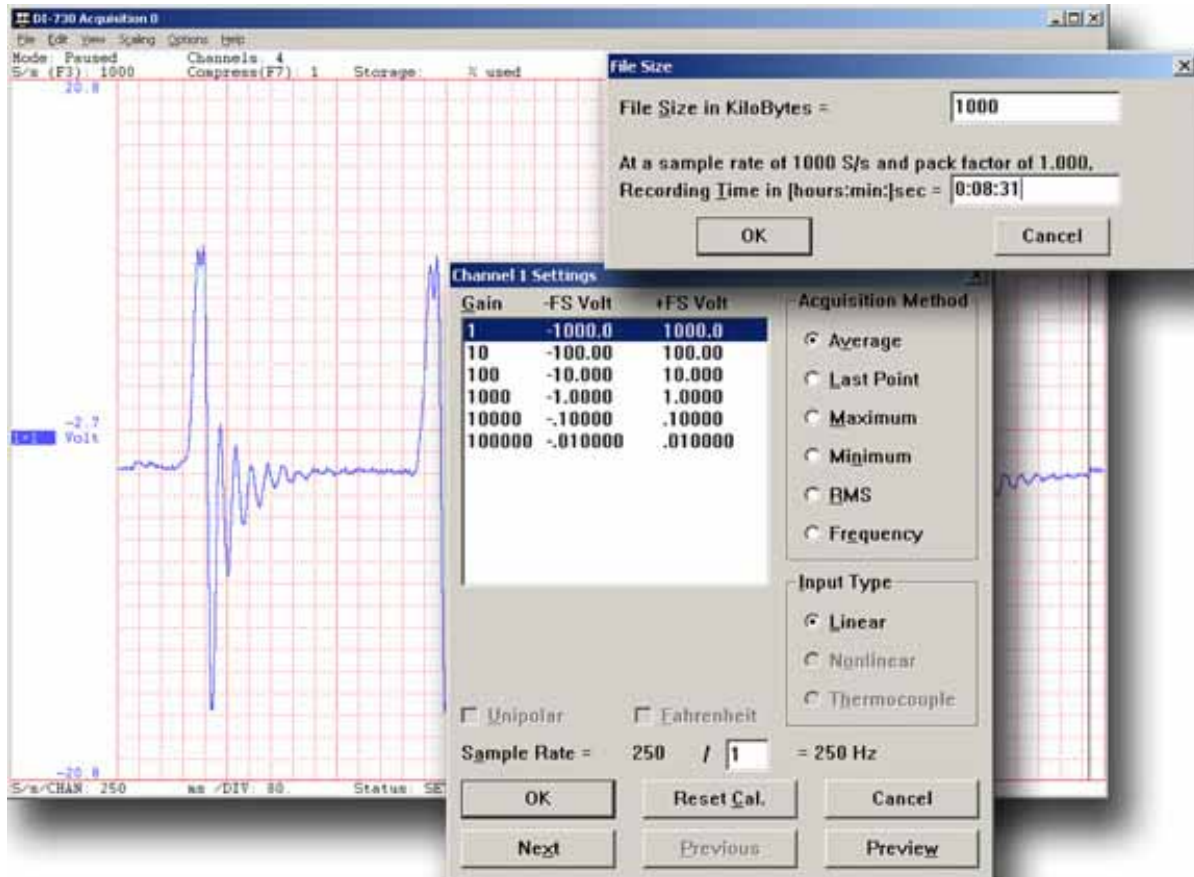 DI-730 Acquisition 0
File Edit View Scaling Options Help
Mode: Paused Channels: 4
S/s (F3): 1000 Compress(F7): 1 Storage: % used
20.8
-2.7
Volt
-20.8
S/s/CHAN: 250 ms /DIV: 80. Status: SE
File Size
File Size in KiloBytes = 1000
At a sample rate of 1000 S/s and pack factor of 1.000,
Recording Time in [hours:min:]sec = 0:08:31
OK Cancel
Channel 1 Settings
Gain -FS Volt +FS Volt
1 -1000.0 1000.0
10 -100.00 100.00
100 -10.000 10.000
1000 -1.0000 1.0000
10000 -.10000 .10000
100000 -.010000 .010000
Acquisition Method
Average
Last Point
Maximum
Minimum
RMS
Frequency
Input Type
Linear
Nonlinear
Thermocouple
Unipolar Fahrenheit
Sample Rate = 250 / 1 = 250 Hz
OK Reset Cal. Cancel
Next Previous Preview